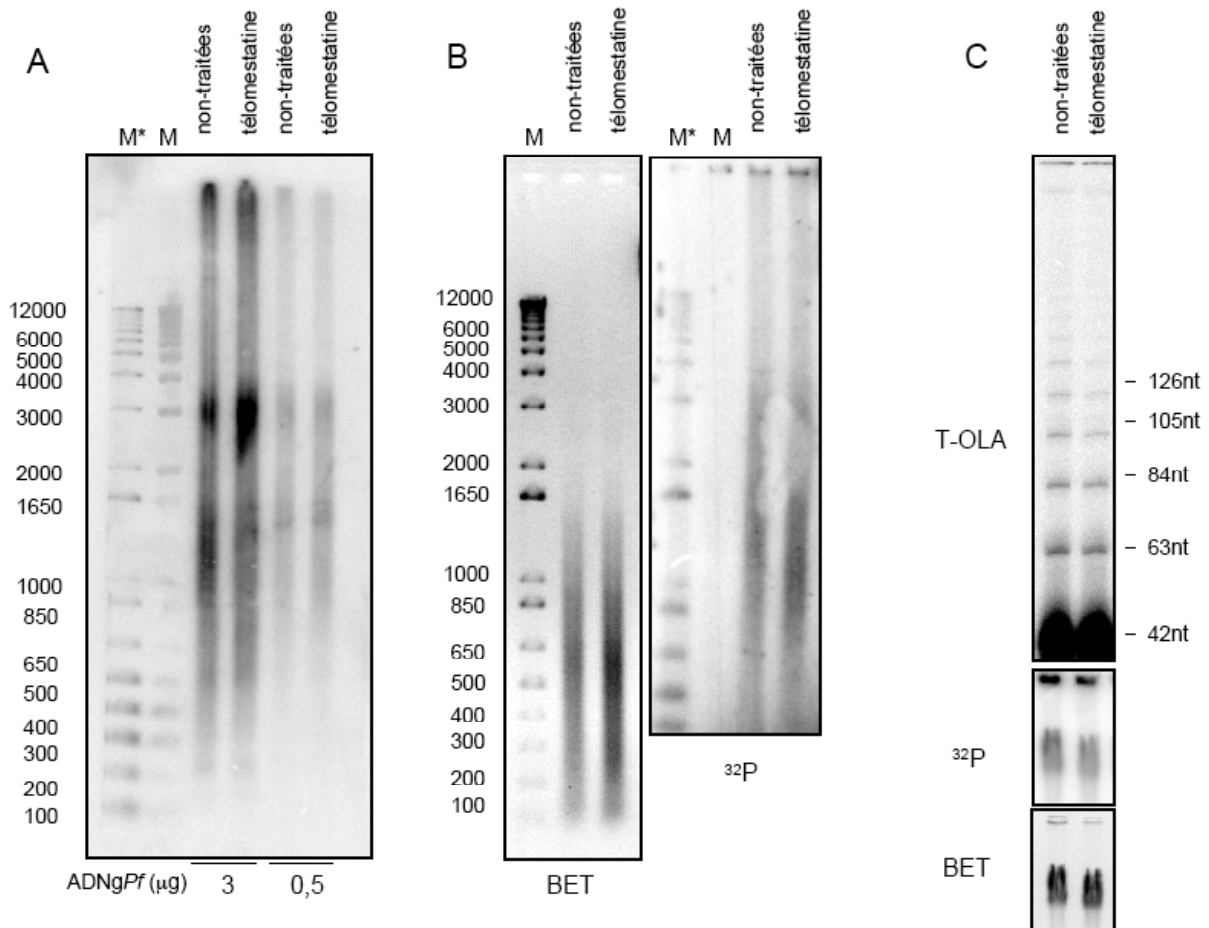 A
M*
M
non-traitées
télomestatine
non-traitées
télomestatine
12000
6000
5000
4000
3000
2000
1650
1000
850
650
500
400
300
200
100
ADNgPf (µg)
3
0,5
B
M
non-traitées
télomestatine
M*
M
non-traitées
télomestatine
12000
6000
5000
4000
3000
2000
1650
1000
850
650
500
400
300
200
100
BET
³²P
C
non-traitées
télomestatine
T-OLA
– 126nt
– 105nt
– 84nt
– 63nt
– 42nt
³²P
BET